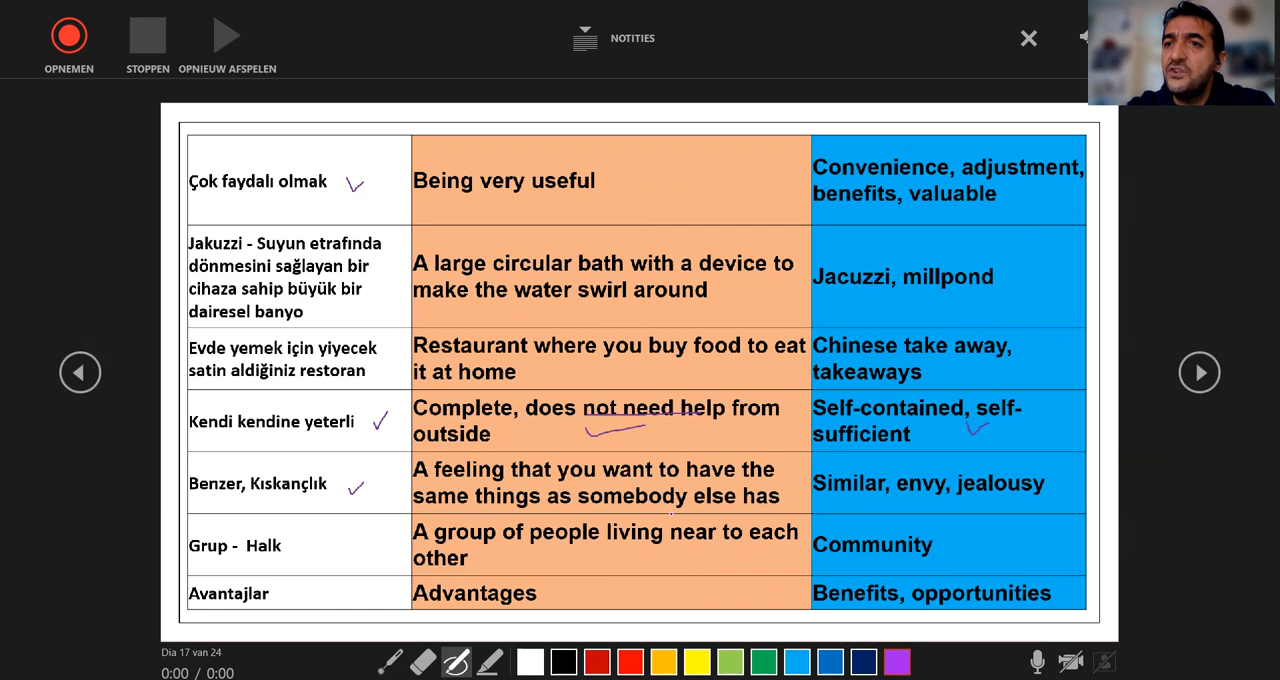 OPNEMEN
STOPPEN
OPNIEUW AFSPELEN
NOTITIES
Çok faydalı olmak
Being very useful
Convenience, adjustment,
benefits, valuable
Jakuzzi - Suyun etrafında
dönmesini sağlayan bir
cihaza sahip büyük bir
dairesel banyo
A large circular bath with a device to
make the water swirl around
Jacuzzi, millpond
Evde yemek için yiyecek
satin aldiğiniz restoran
Restaurant where you buy food to eat
it at home
Chinese take away,
takeaways
Kendi kendine yeterli
Complete, does not need help from
outside
Self-contained, self-
sufficient
Benzer, Kıskançlık
A feeling that you want to have the
same things as somebody else has
Similar, envy, jealousy
Grup - Halk
A group of people living near to each
other
Community
Avantajlar
Advantages
Benefits, opportunities
Dia 17 van 24
0:00 / 0:00